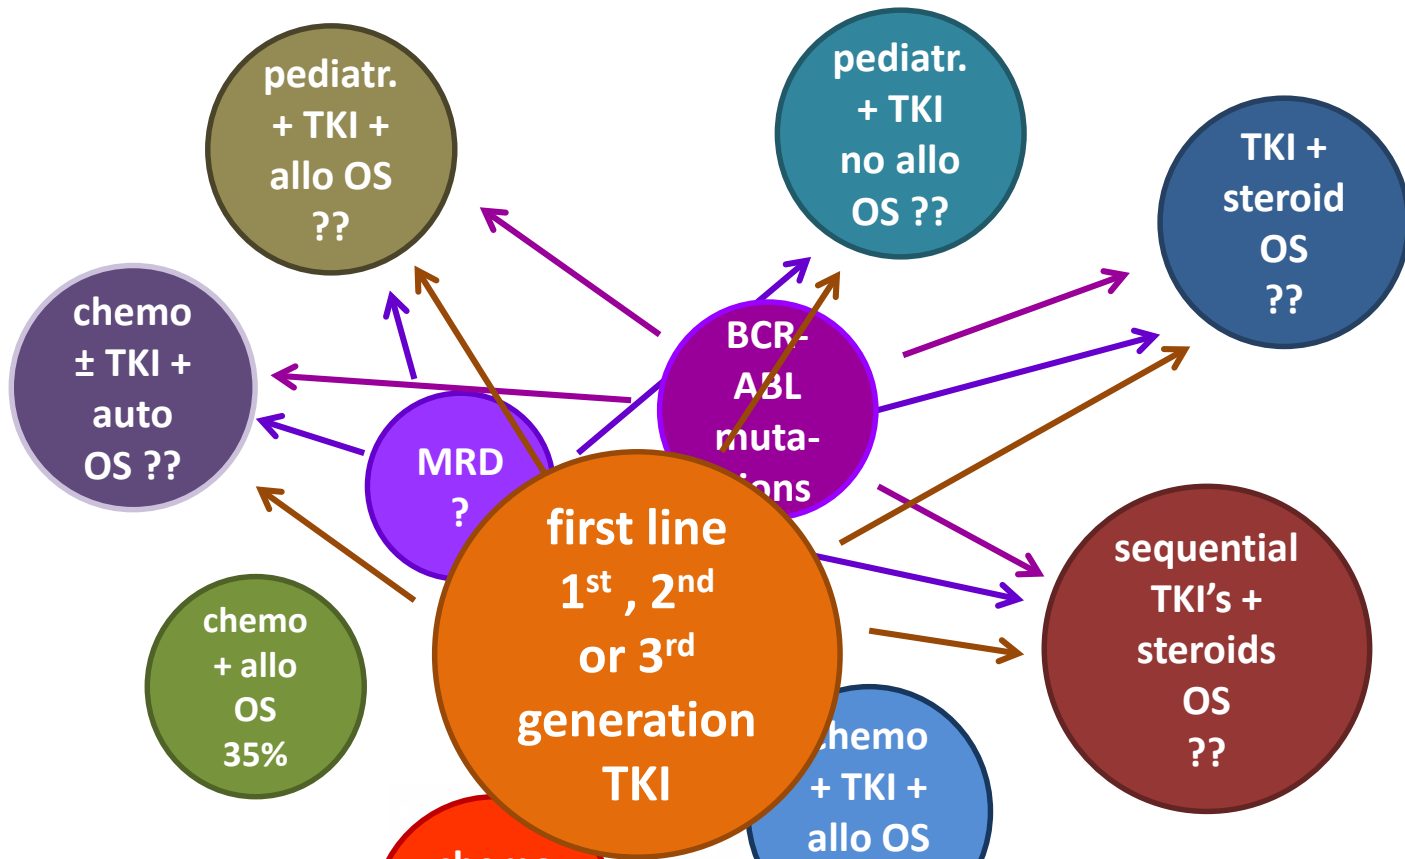 pediatr.
+ TKI +
allo OS
??
pediatr.
+ TKI
no allo
OS ??
TKI +
steroid
OS
??
chemo
± TKI +
auto
OS ??
BCR-
ABL
muta-
ions
MRD
?
first line
1st , 2nd
or 3rd
generation
TKI
sequential
TKI's +
steroids
OS
??
chemo
+ allo
OS
35%
hemo
+ TKI +
allo OS